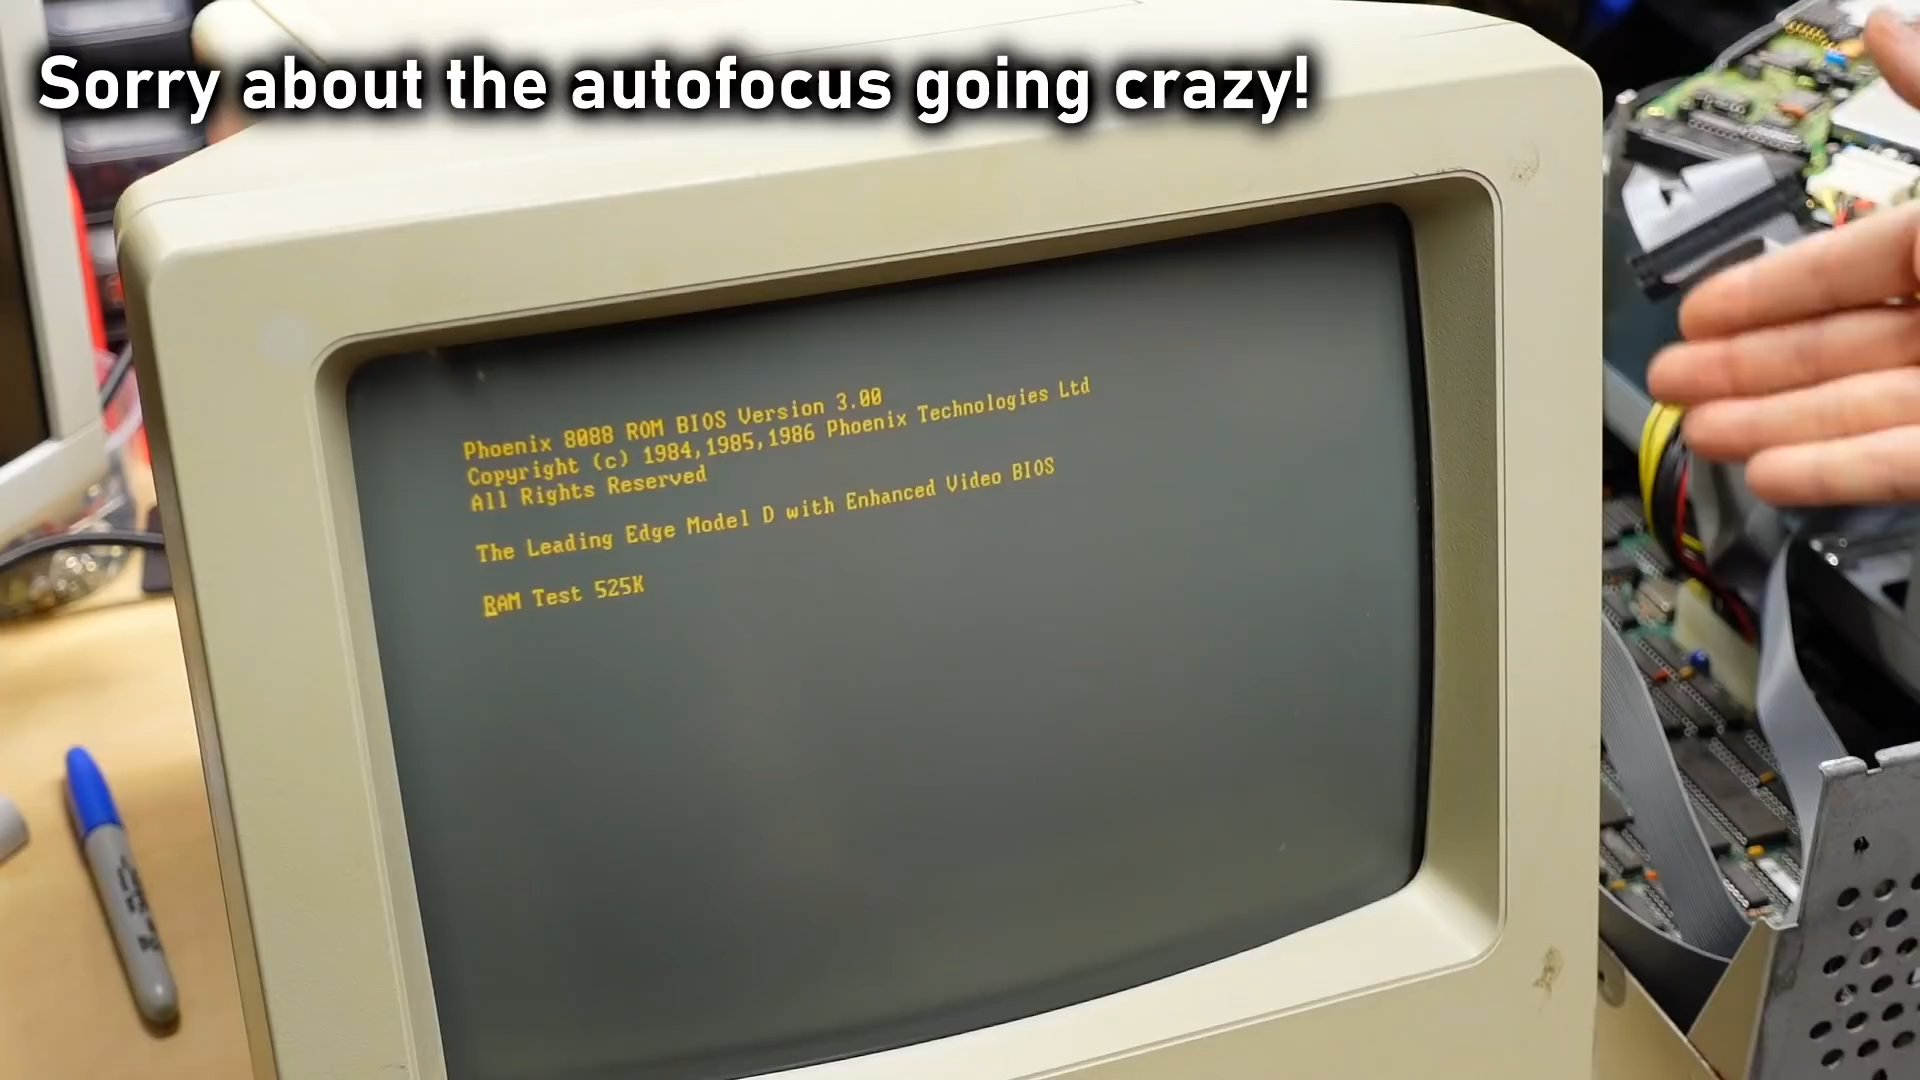 Sorry about the autofocus going crazy!
Phoenix 8088 ROM BIOS Version 3.00
Copyright (c) 1984,1985,1986 Phoenix Technologies Ltd
All Rights Reserved
The Leading Edge Model D with Enhanced Video BIOS
RAM Test 525K